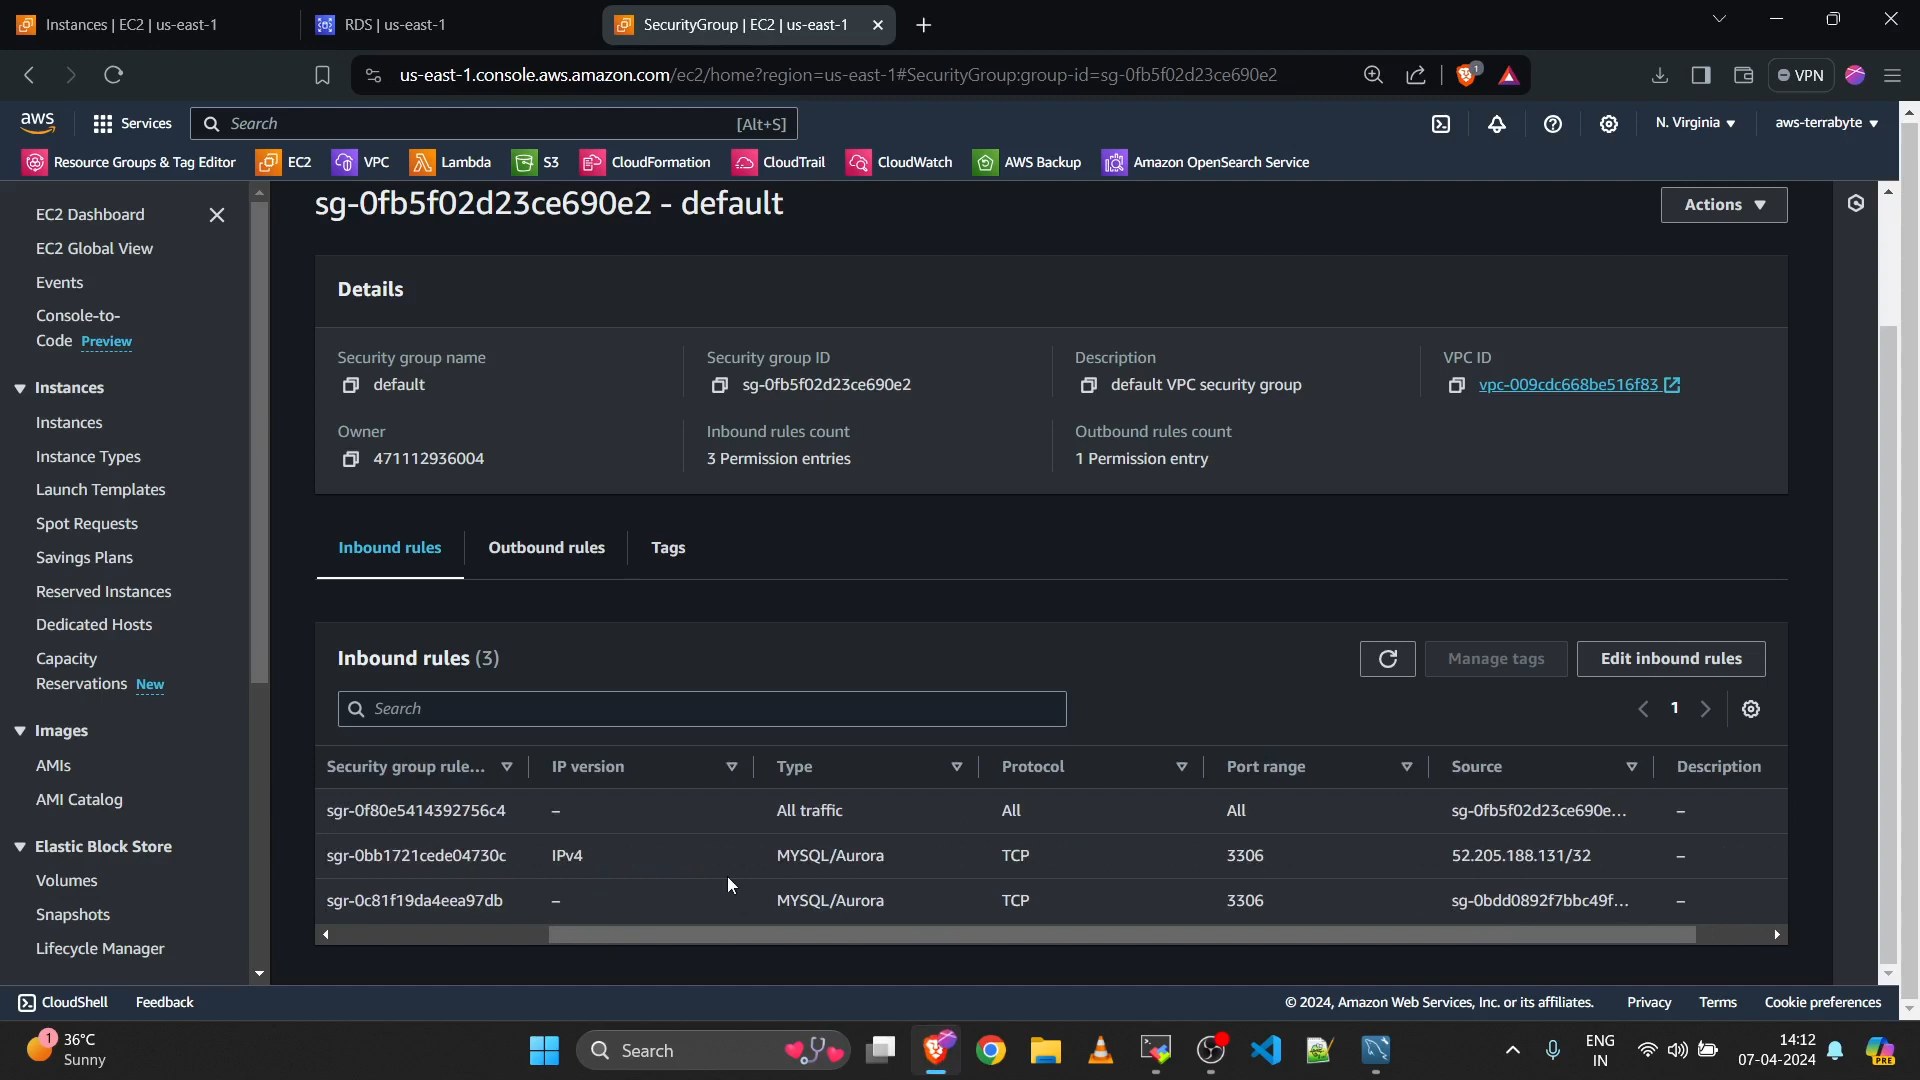 Instances | EC2 | us-east-1
RDS | us-east-1
SecurityGroup | EC2 | us-east-1
us-east-1.console.aws.amazon.com/ec2/home?region=us-east-1#SecurityGroup:group-id=sg-0fb5f02d23ce690e2
1
VPN
aws
Services
Search
[Alt+S]
N. Virginia
aws-terrabyte
Resource Groups & Tag Editor
EC2
VPC
Lambda
S3
CloudFormation
CloudTrail
CloudWatch
AWS Backup
Amazon OpenSearch Service
EC2 Dashboard
EC2 Global View
Events
Console-to-
Code Preview
Instances
Instances
Instance Types
Launch Templates
Spot Requests
Savings Plans
Reserved Instances
Dedicated Hosts
Capacity
Reservations New
Images
AMIs
AMI Catalog
Elastic Block Store
Volumes
Snapshots
Lifecycle Manager
sg-0fb5f02d23ce690e2 - default
Actions
Details
Security group name
default
Security group ID
sg-0fb5f02d23ce690e2
Description
default VPC security group
VPC ID
vpc-009cdc668be516f83
Owner
471112936004
Inbound rules count
3 Permission entries
Outbound rules count
1 Permission entry
Inbound rules
Outbound rules
Tags
Inbound rules (3)
Manage tags
Edit inbound rules
Search
1
Security group rule... IP version Type Protocol Port range Source Description
sgr-0f80e5414392756c4 – All traffic All All sg-0fb5f02d23ce690e... –
sgr-0bb1721cede04730c IPv4 MYSQL/Aurora TCP 3306 52.205.188.131/32 –
sgr-0c81f19da4eea97db – MYSQL/Aurora TCP 3306 sg-0bdd0892f7bbc49f... –
CloudShell
Feedback
© 2024, Amazon Web Services, Inc. or its affiliates.
Privacy
Terms
Cookie preferences
1
36°C
Sunny
Search
ENG
IN
14:12
07-04-2024
PRE